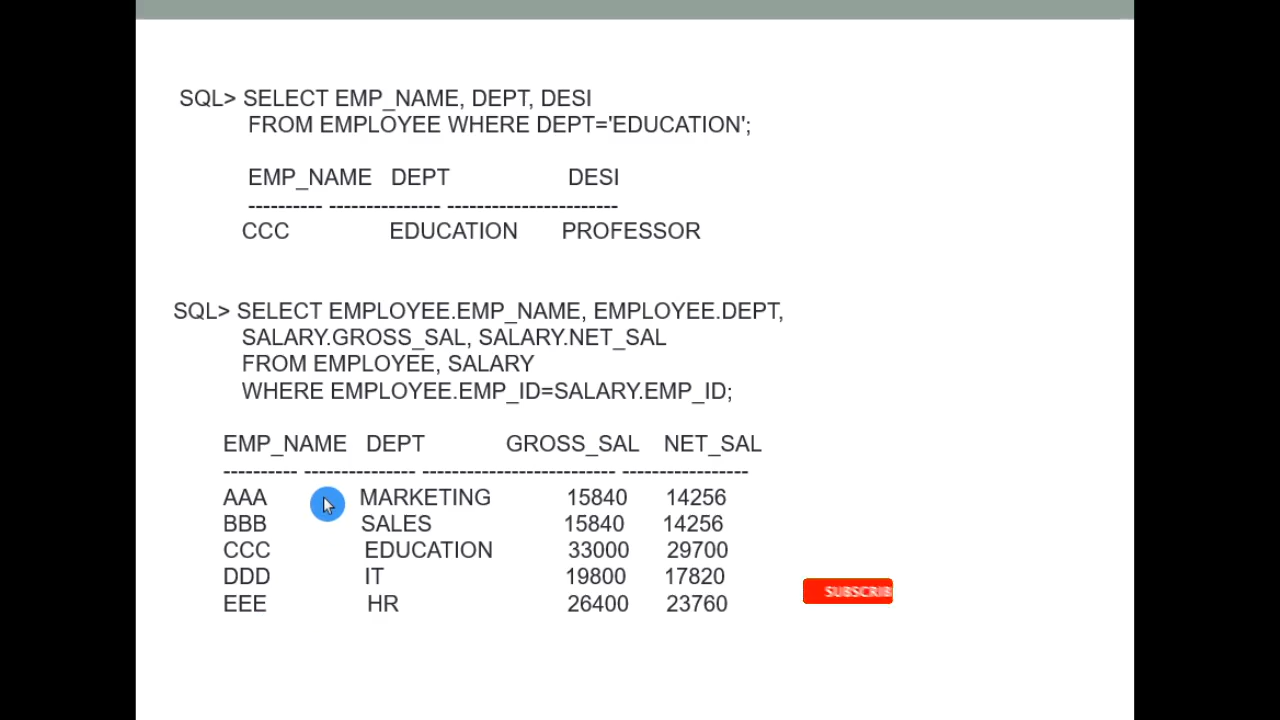 SQL> SELECT EMP_NAME, DEPT, DESI
FROM EMPLOYEE WHERE DEPT='EDUCATION';
EMP_NAME DEPT DESI
---------- --------------- -----------------------
CCC EDUCATION PROFESSOR
SQL> SELECT EMPLOYEE.EMP_NAME, EMPLOYEE.DEPT,
SALARY.GROSS_SAL, SALARY.NET_SAL
FROM EMPLOYEE, SALARY
WHERE EMPLOYEE.EMP_ID=SALARY.EMP_ID;
EMP_NAME DEPT GROSS_SAL NET_SAL
---------- --------------- -------------------------- -----------------
AAA MARKETING 15840 14256
BBB SALES 15840 14256
CCC EDUCATION 33000 29700
DDD IT 19800 17820
EEE HR 26400 23760
SUBSCRIB